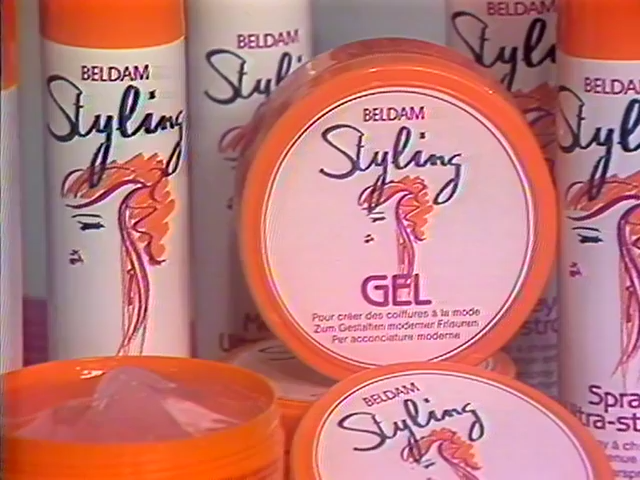 BELDAM
Styling
BELDAM
Styling
BELDAM
Styling
BELDAM
Styling
BELDAM
Styling
GEL
Pour créer des coiffures à la mode
Zum Gestalten moderner Frisuren
Per acconciature moderne
BELDAM
Styling